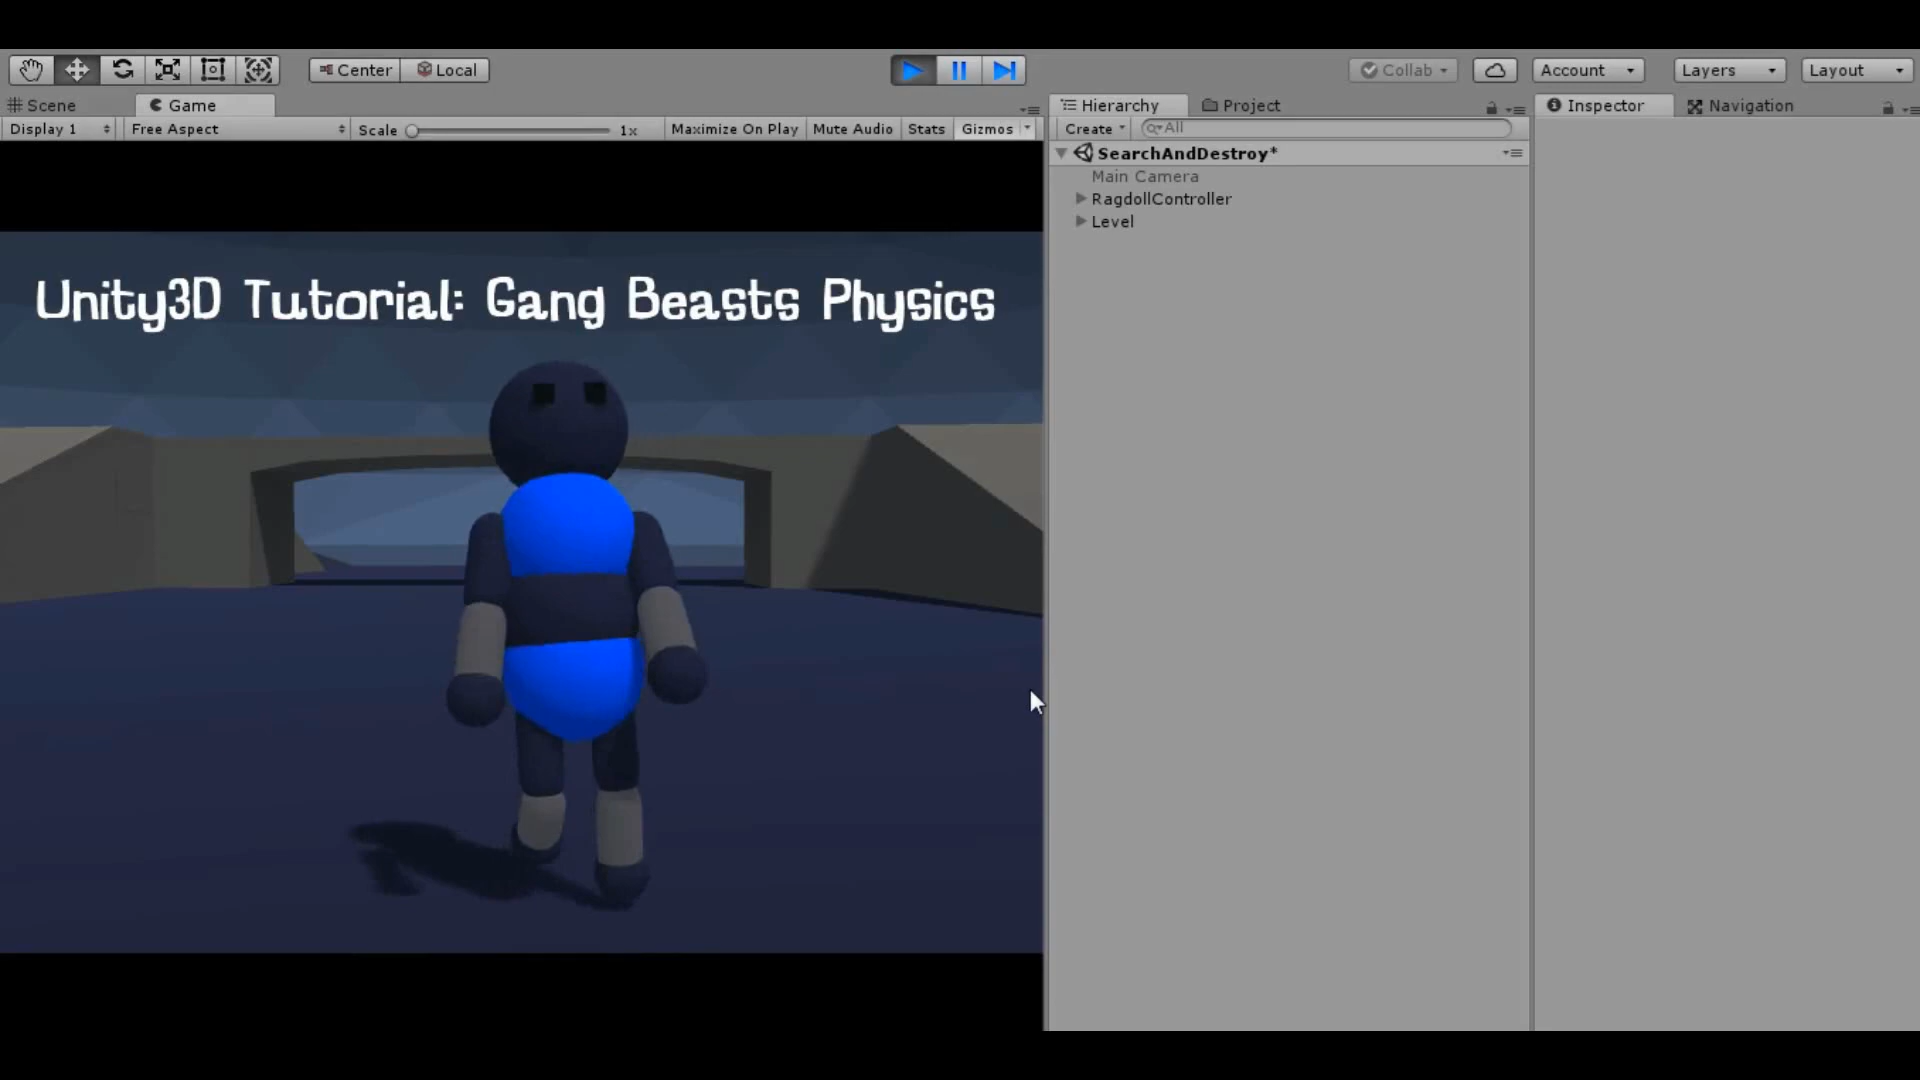 Center Local Collab Account Layers Layout
Scene Game Hierarchy Project Inspector Navigation
Display 1 Free Aspect Scale 1x Maximize On Play Mute Audio Stats Gizmos Create All
SearchAndDestroy*
Main Camera
RagdollController
Level
Unity3D Tutorial: Gang Beasts Physics